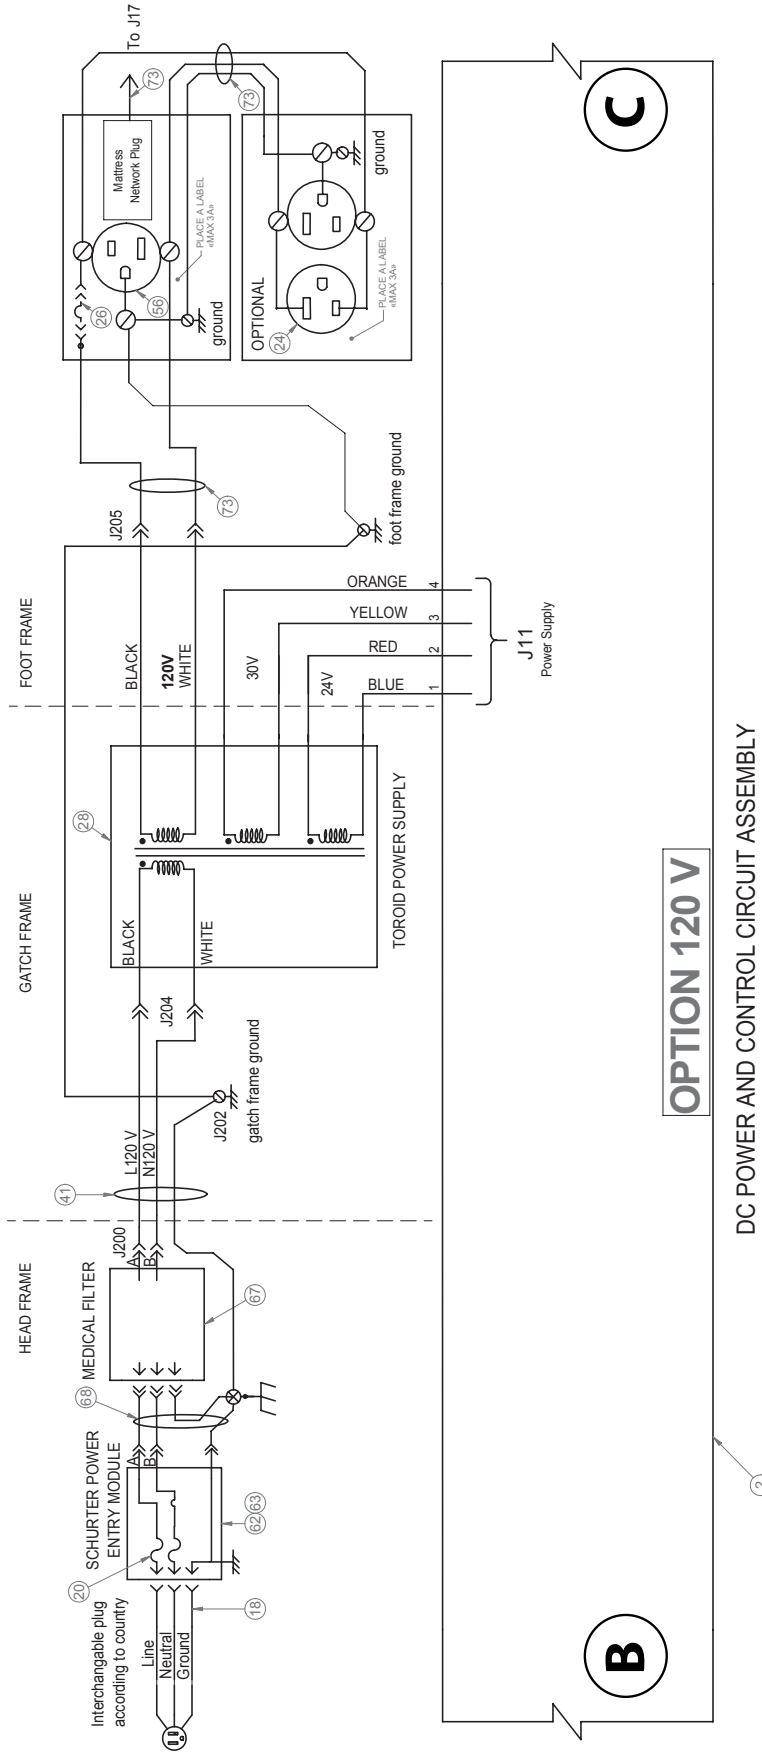 HEAD FRAME
GATCH FRAME
FOOT FRAME
Interchangable plug
according to country
Line
Neutral
Ground
18
20
SCHURTER POWER
ENTRY MODULE
A
B
62
63
68
MEDICAL FILTER
67
J200
A
B
41
L120 V
N120 V
J202
gatch frame ground
J204
BLACK
WHITE
28
TOROID POWER SUPPLY
BLACK
120V
WHITE
30V
24V
ORANGE
4
YELLOW
3
RED
2
BLUE
1
J11
Power Supply
J205
73
foot frame ground
26
56
ground
PLACE A LABEL
«MAX 3A»
Mattress
Network Plug
73
To J17
73
OPTIONAL
24
PLACE A LABEL
«MAX 3A»
ground
B
C
OPTION 120 V
2
DC POWER AND CONTROL CIRCUIT ASSEMBLY